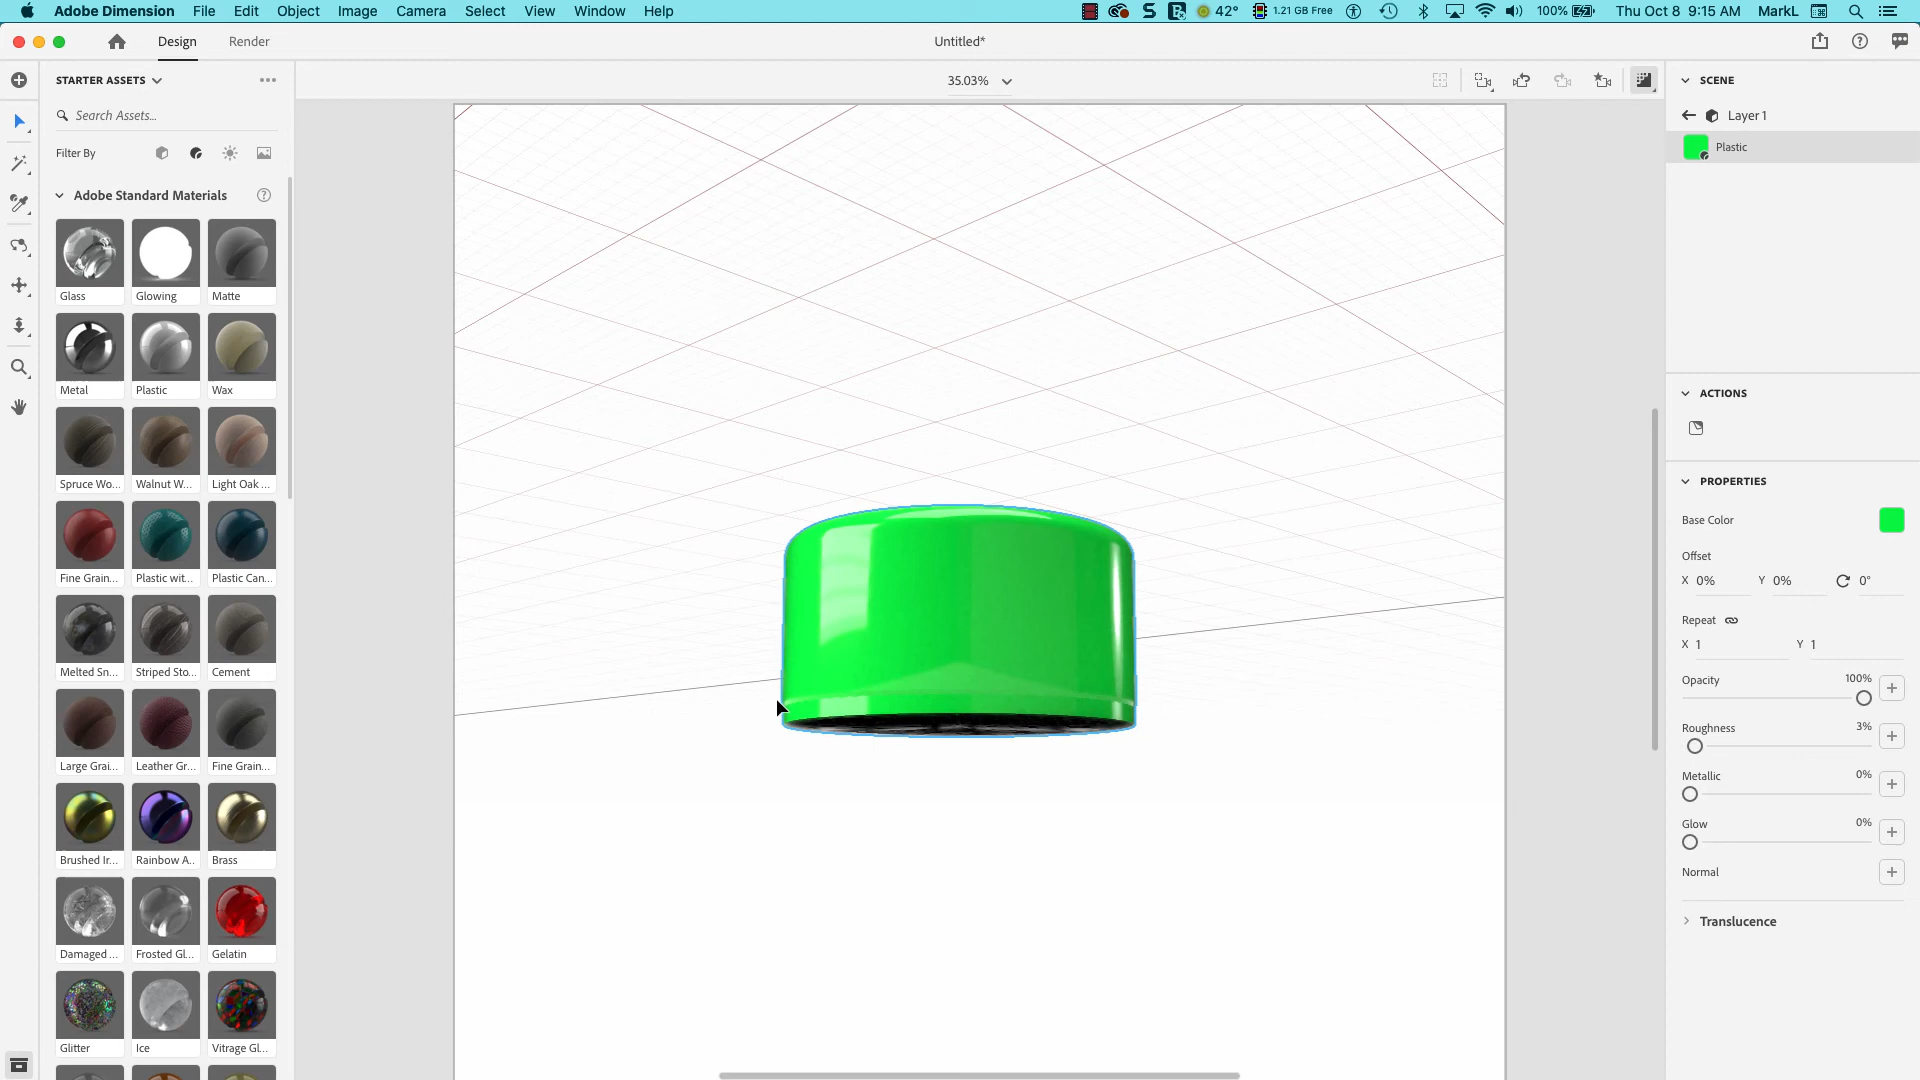 Adobe Dimension File Edit Object Image Camera Select View Window Help 42° 1.21 GB Free 100% Thu Oct 8 9:15 AM MarkL
Design Render Untitled*
STARTER ASSETS
Search Assets...
Filter By
Adobe Standard Materials
Glass Glowing Matte
Metal Plastic Wax
Spruce Wo... Walnut W... Light Oak ...
Fine Grain... Plastic wit... Plastic Can...
Melted Sn... Striped Sto... Cement
Large Grai... Leather Gr... Fine Grain...
Brushed Ir... Rainbow A.. Brass
Damaged ... Frosted Gl... Gelatin
Glitter Ice Vitrage Gl...
35.03%
SCENE
Layer 1
Plastic
ACTIONS
PROPERTIES
Base Color
Offset
X 0% Y 0% 0°
Repeat
X 1 Y 1
Opacity 100%
Roughness 3%
Metallic 0%
Glow 0%
Normal
Translucence